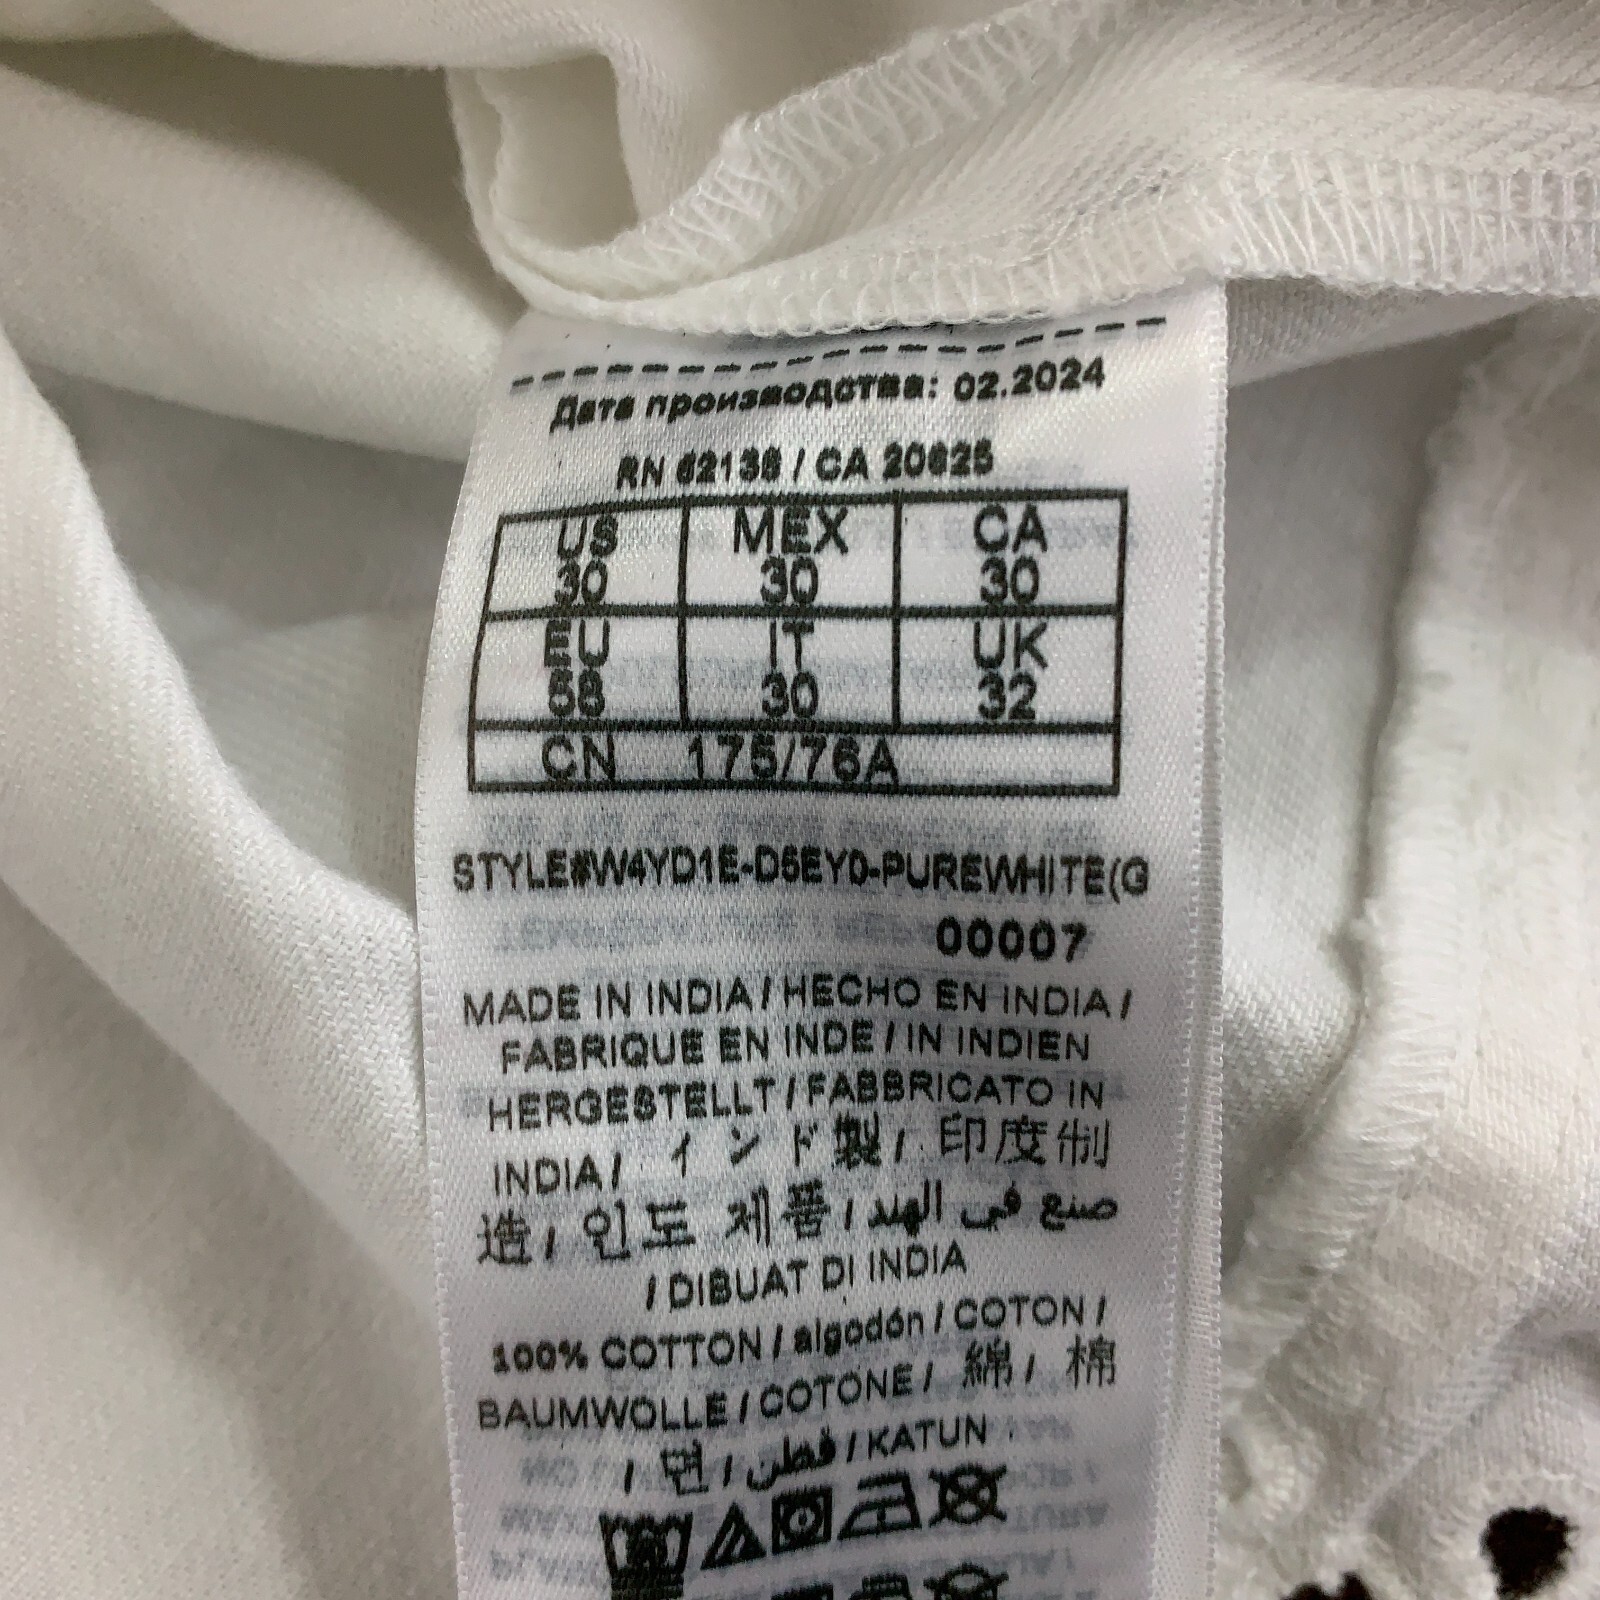 Дата производства: 02.2024
RN 62138 / CA 20625
US MEX CA
30 30 30
EU IT UK
58 30 32
CN 175/76A
STYLE#W4YD1E-D5EY0-PUREWHITE(G
00007
MADE IN INDIA / HECHO EN INDIA /
FABRIQUE EN INDE / IN INDIEN
HERGESTELLT / FABBRICATO IN
INDIA / インド製 / 印度制
造 / 인도 제품 / صنع في الهند
/ DIBUAT DI INDIA
100% COTTON / algodón / COTON /
BAUMWOLLE / COTONE / 綿 / 棉
/ 면 / قطن / KATUN